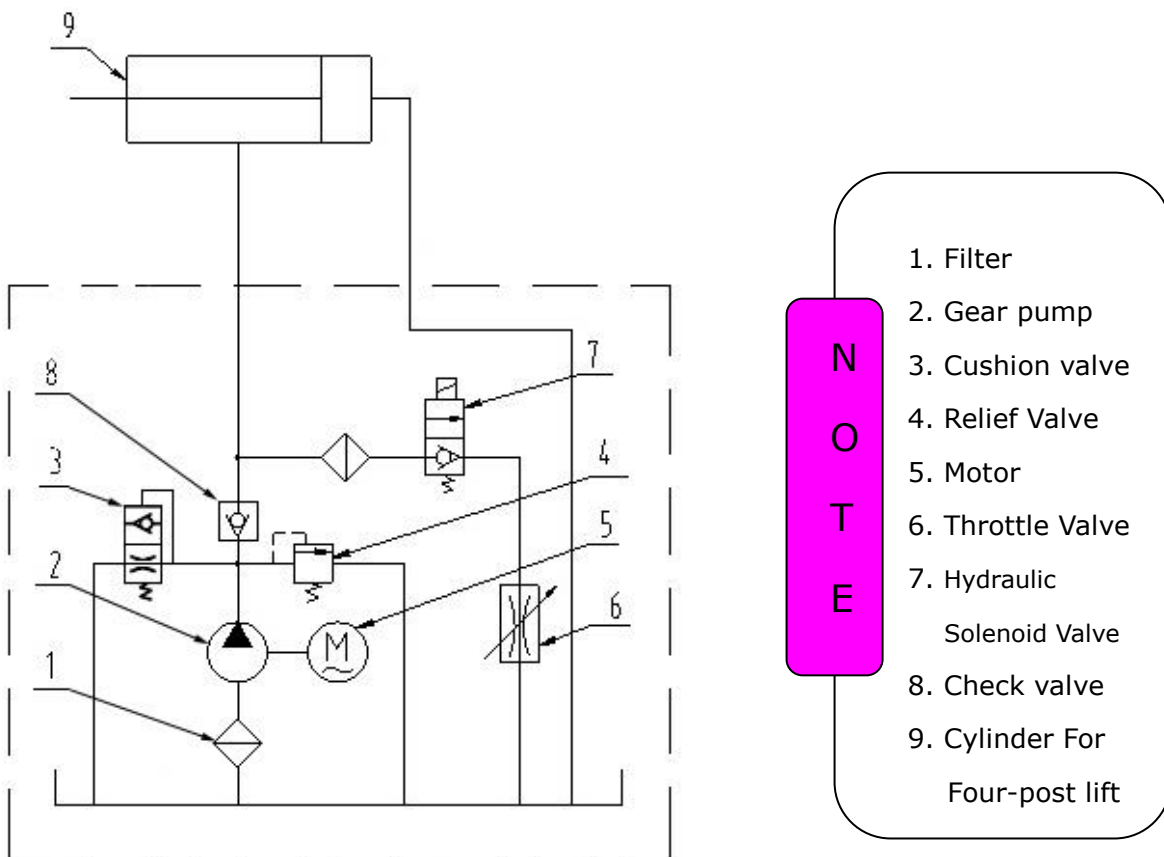 9
8
7
3
4
5
2
6
1
M
N
O
T
E
1. Filter
2. Gear pump
3. Cushion valve
4. Relief Valve
5. Motor
6. Throttle Valve
7. Hydraulic
Solenoid Valve
8. Check valve
9. Cylinder For
Four-post lift